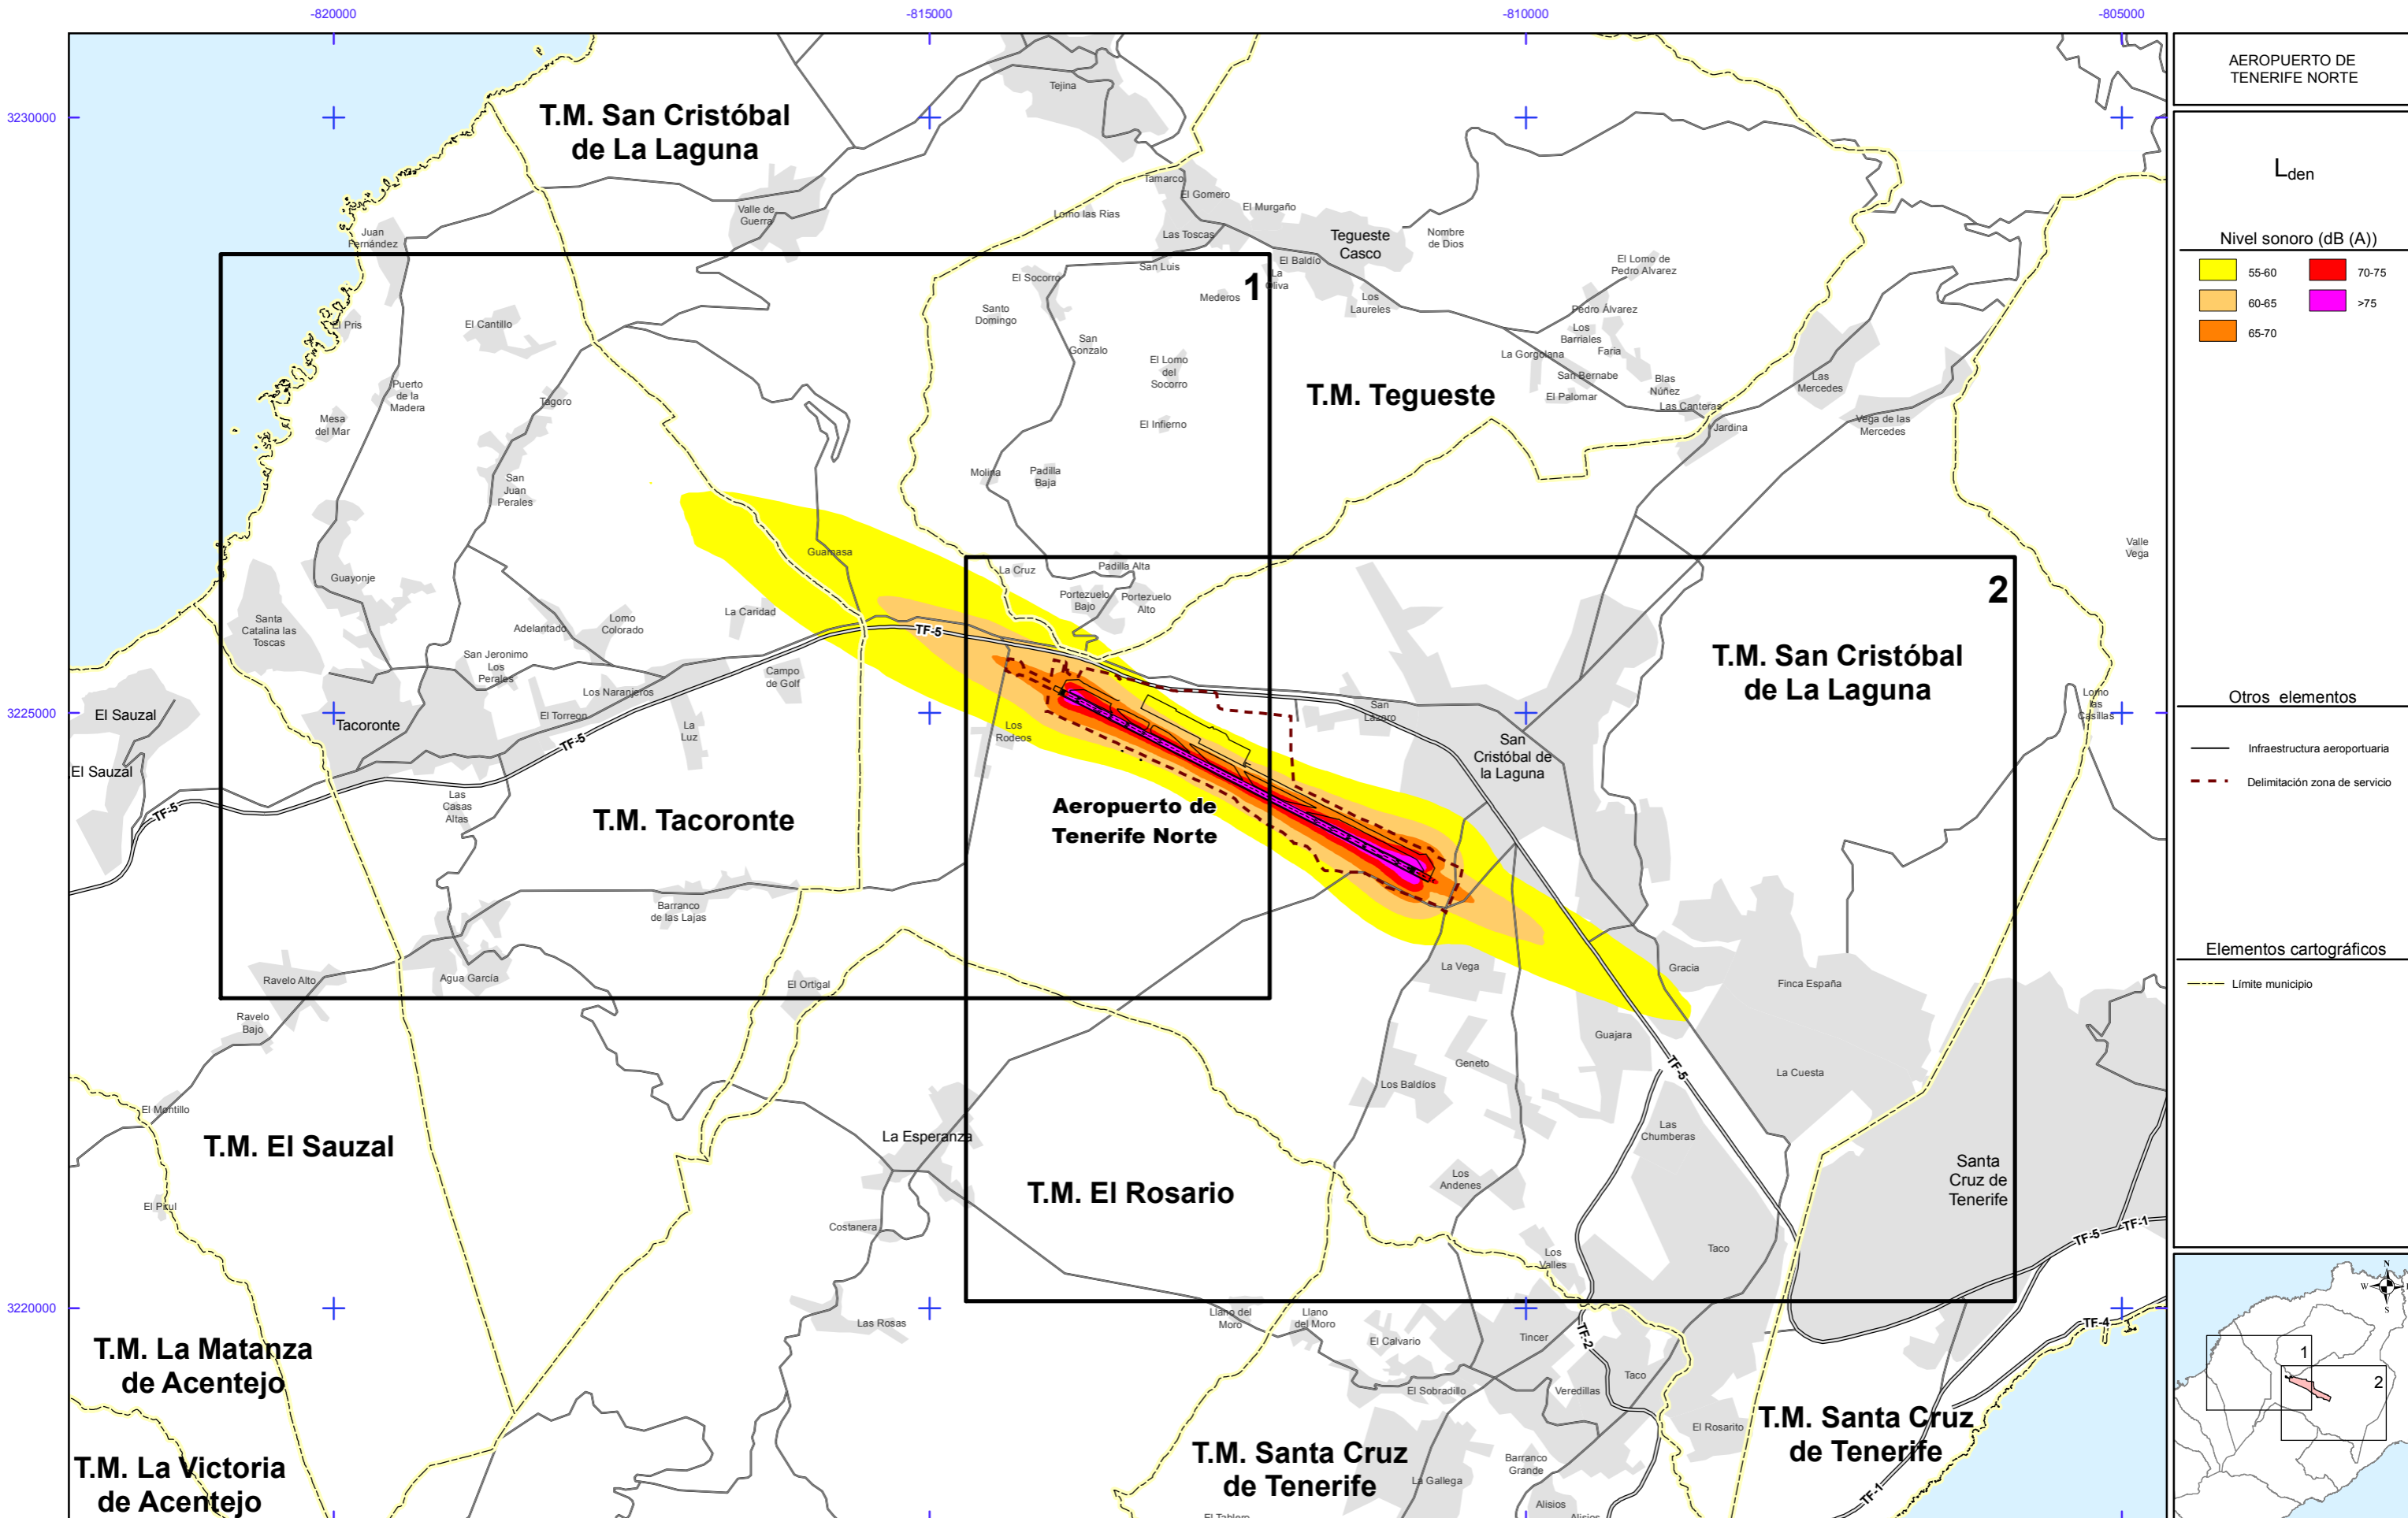 -820000
-815000
-810000
-805000
3230000
3225000
3220000
T.M. San Cristóbal
de La Laguna
Tejina
Tamarco
El Gomero
El Murgaño
Valle de
Guerra
Lomo las Rias
Las Toscas
Tegueste
Casco
Nombre
de Dios
Juan
Fernández
El Baldío
San Luis
La
Oliva
El Lomo de
Pedro Alvarez
El Socorro
Mederos
1
Los
Laureles
Pedro Álvarez
Santo
Domingo
El Pris
El Cantillo
San
Gonzalo
Los
Barriales
Faria
La Gorgolana
El Lomo
del
Socorro
San Bernabe
Blas
Núñez
Las
Mercedes
Puerto
de la
Madera
T.M. Tegueste
El Palomar
Las Canteras
Tagoro
Mesa
del Mar
El Infierno
Jardina
Vega de las
Mercedes
Molina
Padilla
Baja
San
Juan
Perales
Guamasa
Valle
Vega
La Cruz
Padilla Alta
Guayonje
2
Portezuelo
Bajo
Portezuelo
Alto
La Caridad
Santa
Catalina las
Toscas
Adelantado
Lomo
Colorado
TF-5
San Jeronimo
Los
Perales
T.M. San Cristóbal
de La Laguna
Campo
de Golf
Los Naranjeros
El Sauzal
Tacoronte
El Torreon
La
Luz
Los
Rodeos
San
Lazaro
Lomo
las
Casillas
TF-5
San
Cristóbal de
la Laguna
El Sauzal
TF-5
Las
Casas
Altas
T.M. Tacoronte
Aeropuerto de
Tenerife Norte
Barranco
de las Lajas
Ravelo Alto
Agua García
El Ortigal
La Vega
Gracia
Finca España
Ravelo
Bajo
Guajara
Geneto
TF-5
La Cuesta
Los Baldíos
El Montillo
T.M. El Sauzal
La Esperanza
Las
Chumberas
Los
Andenes
Santa
Cruz de
Tenerife
T.M. El Rosario
El Pitul
Costanera
TF-5
TF-1
Taco
Los
Valles
Las Rosas
Llano del
Moro
Llano
del Moro
El Calvario
Tincer
TF-2
TF-4
T.M. La Matanza
de Acentejo
Taco
El Sobradillo
Veredillas
El Rosarito
T.M. Santa Cruz
de Tenerife
T.M. Santa Cruz
de Tenerife
T.M. La Victoria
de Acentejo
Barranco
Grande
La Gallega
TF-1
Alisios
Alisios
El Tablero
AEROPUERTO DE
TENERIFE NORTE
Lden
Nivel sonoro (dB (A))
55-60
70-75
60-65
>75
65-70
Otros elementos
Infraestructura aeroportuaria
Delimitación zona de servicio
Elementos cartográficos
Límite municipio
N
W
S
1
2